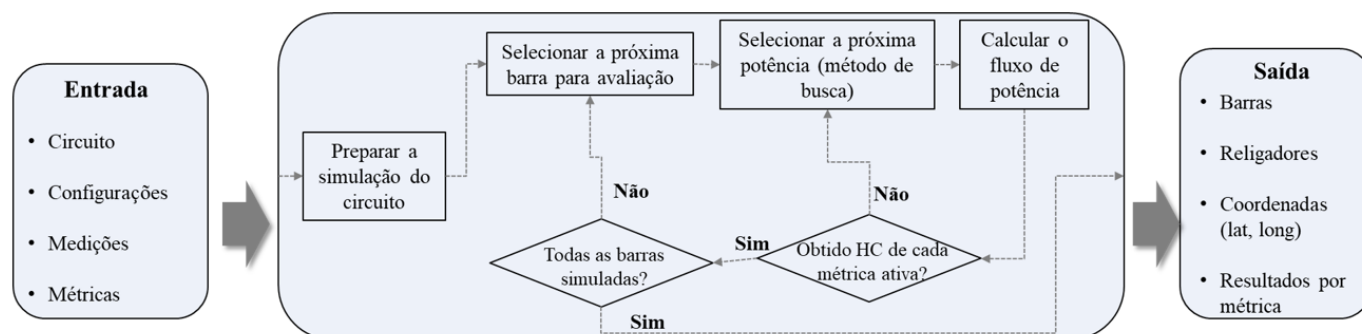 Entrada
• Circuito
• Configurações
• Medições
• Métricas
Preparar a
simulação do
circuito
Selecionar a próxima
barra para avaliação
Selecionar a próxima
potência (método de
busca)
Calcular o
fluxo de
potência
Obtido HC de cada
métrica ativa?
Não
Sim
Todas as barras
simuladas?
Não
Sim
Saída
• Barras
• Religadores
• Coordenadas
(lat, long)
• Resultados por
métrica